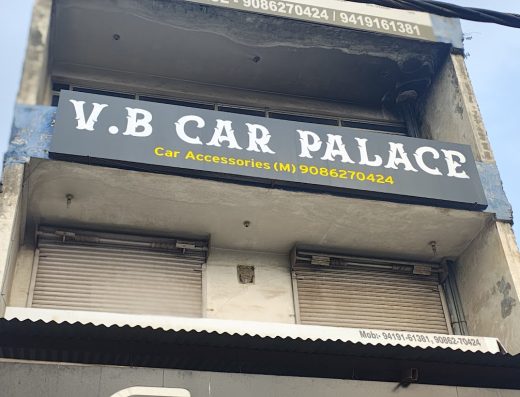 9086270424 / 9419161381
V.B CAR PALACE
Car Accessories (M) 9086270424
Mob:- 94191-61381, 90862-70424